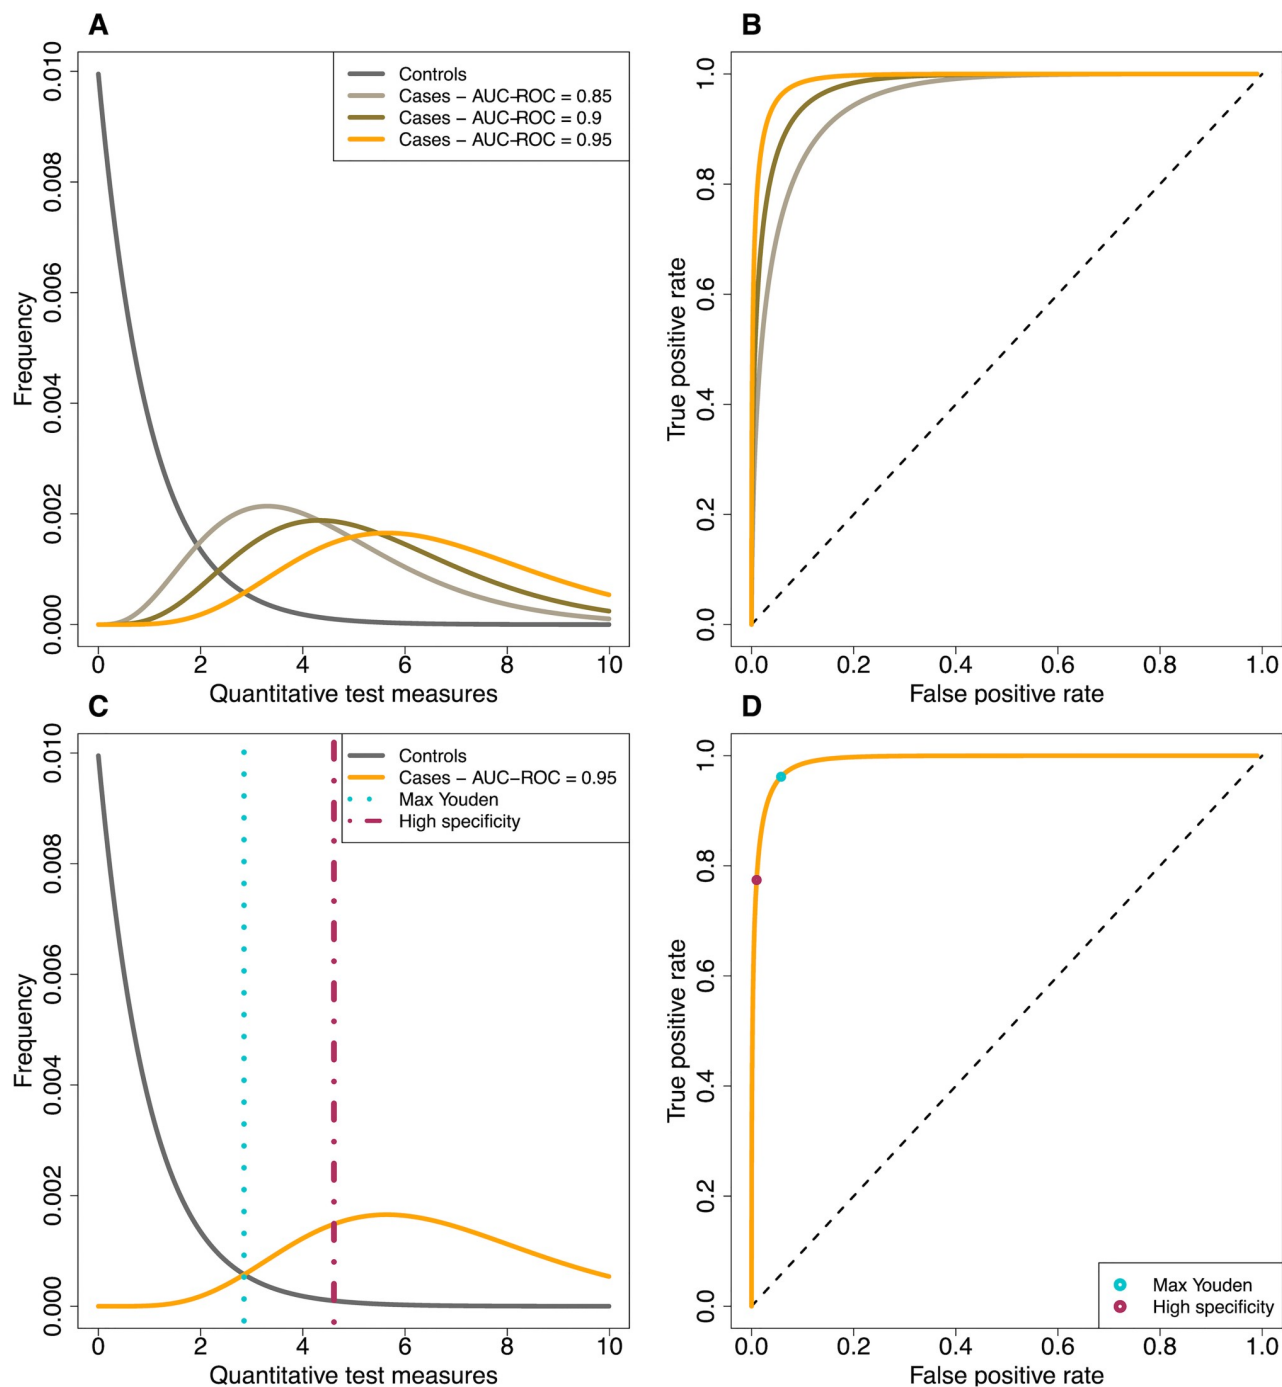 A
Controls
Cases – AUC–ROC = 0.85
Cases – AUC–ROC = 0.9
Cases – AUC–ROC = 0.95
Frequency
0.010
0.008
0.006
0.004
0.002
0.000
0 2 4 6 8 10
Quantitative test measures
B
True positive rate
1.0
0.8
0.6
0.4
0.2
0.0
0.0 0.2 0.4 0.6 0.8 1.0
False positive rate
C
Controls
Cases – AUC–ROC = 0.95
Max Youden
High specificity
Frequency
0.010
0.008
0.006
0.004
0.002
0.000
0 2 4 6 8 10
Quantitative test measures
D
True positive rate
1.0
0.8
0.6
0.4
0.2
0.0
Max Youden
High specificity
0.0 0.2 0.4 0.6 0.8 1.0
False positive rate